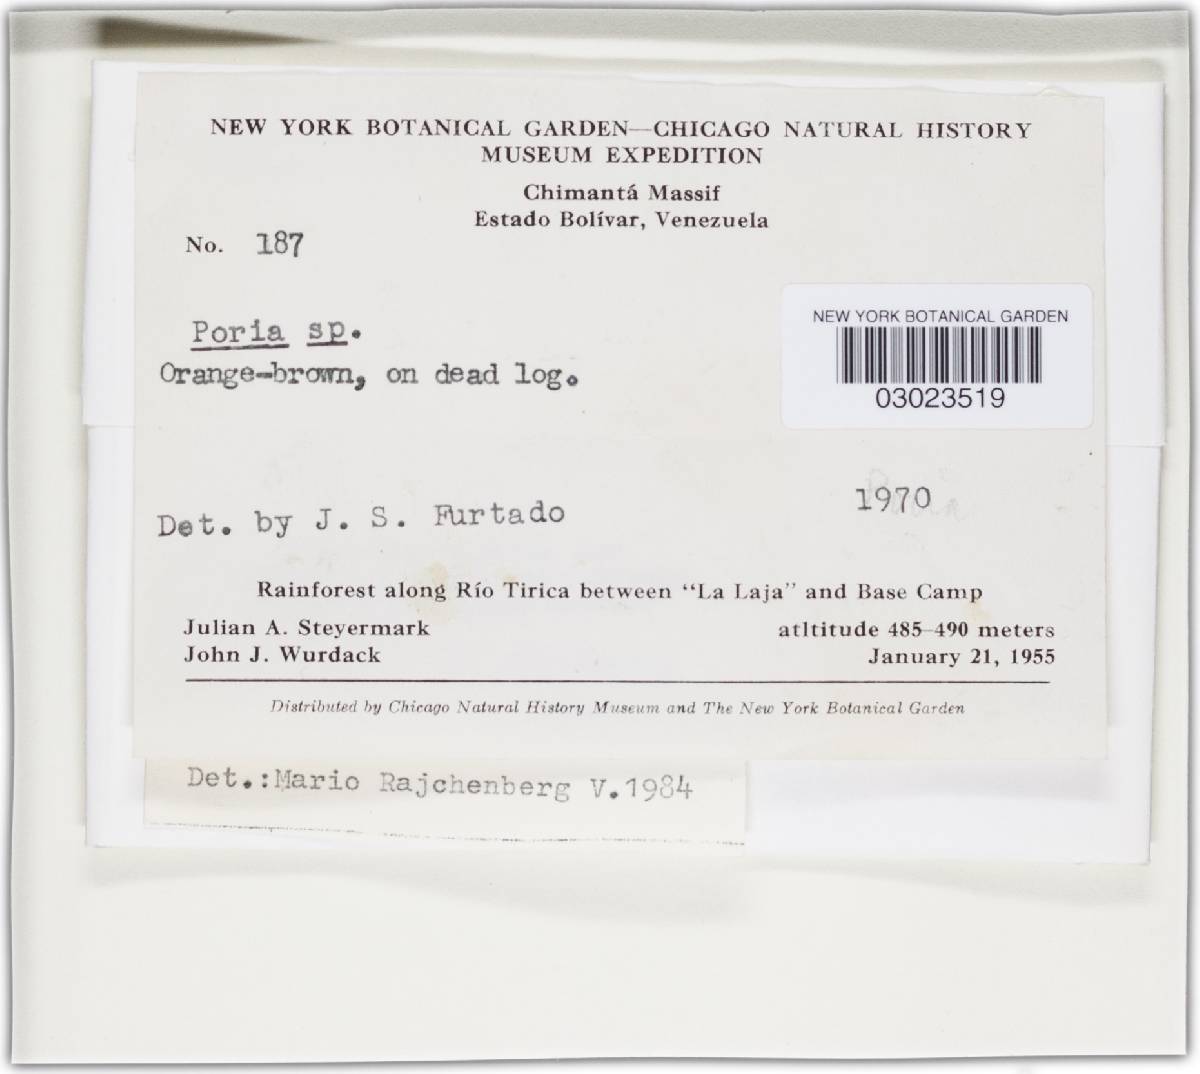 NEW YORK BOTANICAL GARDEN—CHICAGO NATURAL HISTORY
MUSEUM EXPEDITION
Chimantá Massif
Estado Bolívar, Venezuela
No. 187
Poria sp.
Orange-brown, on dead log.
NEW YORK BOTANICAL GARDEN
03023519
1970
Det. by J. S. Furtado
Rainforest along Río Tirica between “La Laja” and Base Camp
Julian A. Steyermark
atltitude 485–490 meters
John J. Wurdack
January 21, 1955
Distributed by Chicago Natural History Museum and The New York Botanical Garden
Det.:Mario Rajchenberg V.1984